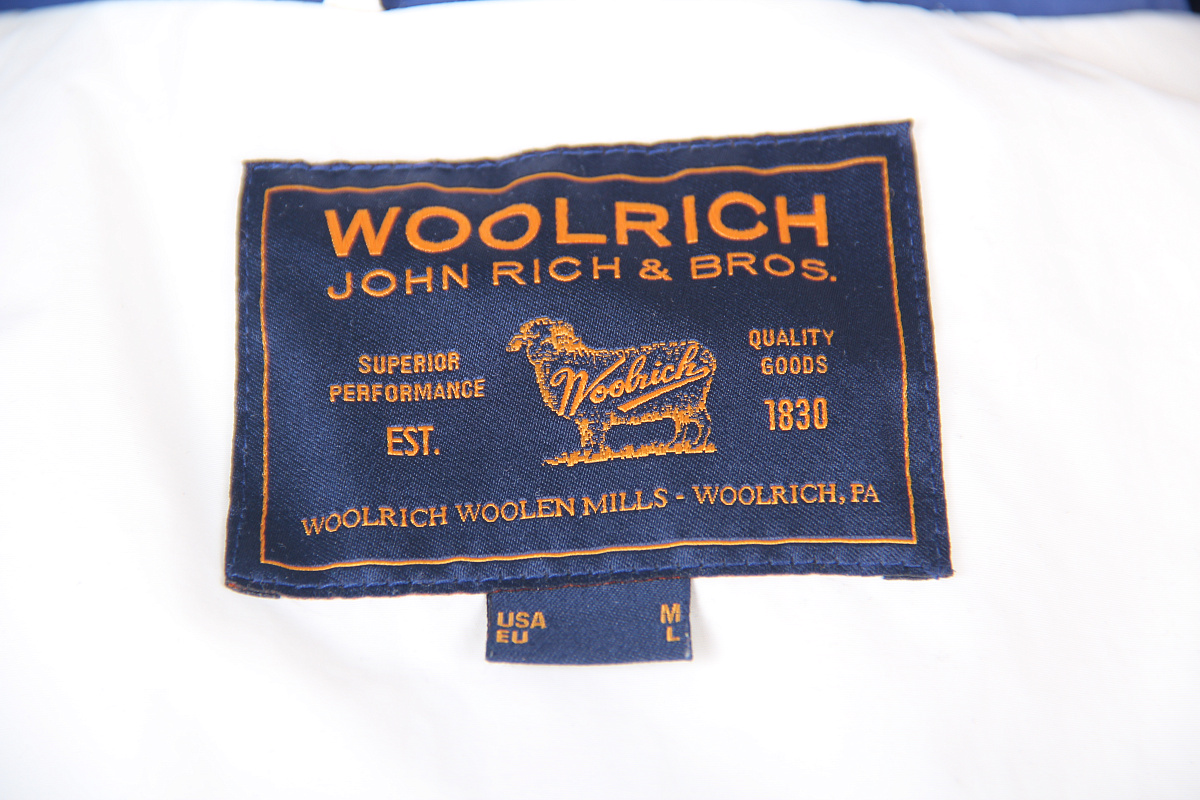 WOOLRICH
JOHN RICH & BROS.
SUPERIOR
PERFORMANCE
EST.
Woolrich
QUALITY
GOODS
1830
WOOLRICH WOOLEN MILLS - WOOLRICH, PA
USA M
EU L